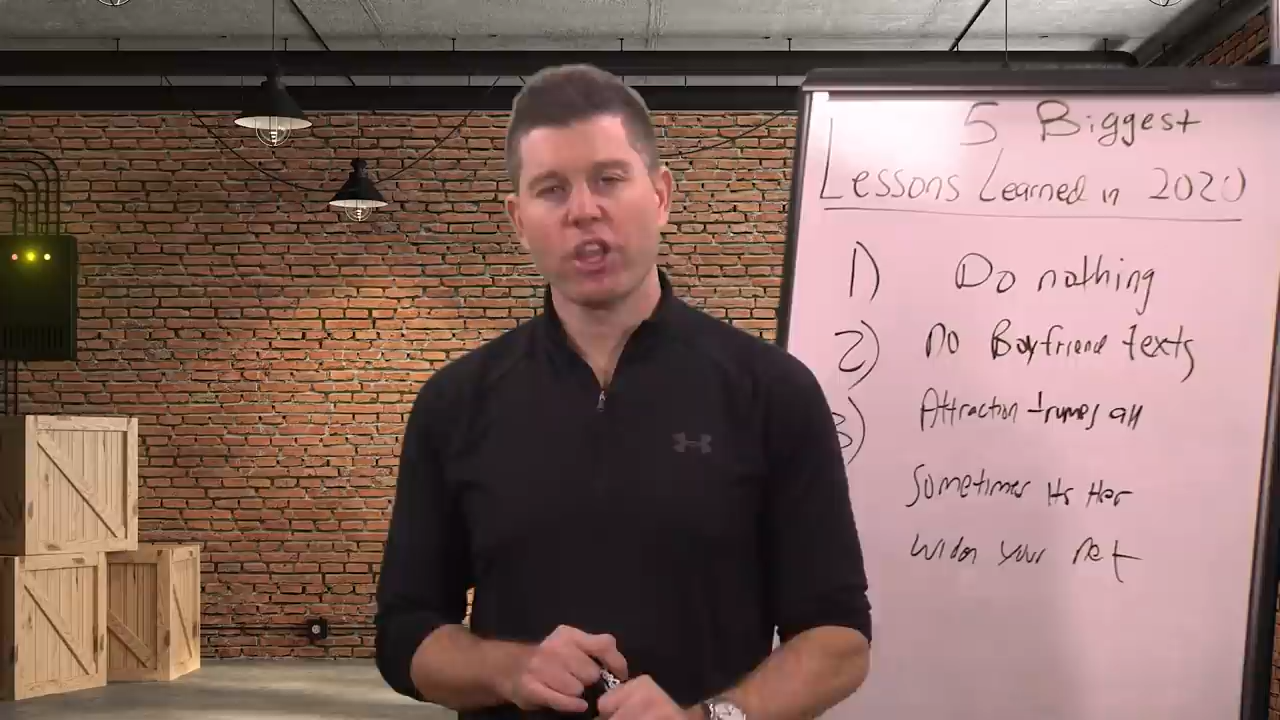 5 Biggest
Lessons Learned in 2020
1) Do nothing
2) no Boyfriend texts
3) Attraction trumps all
Sometimes its Her
widen your net